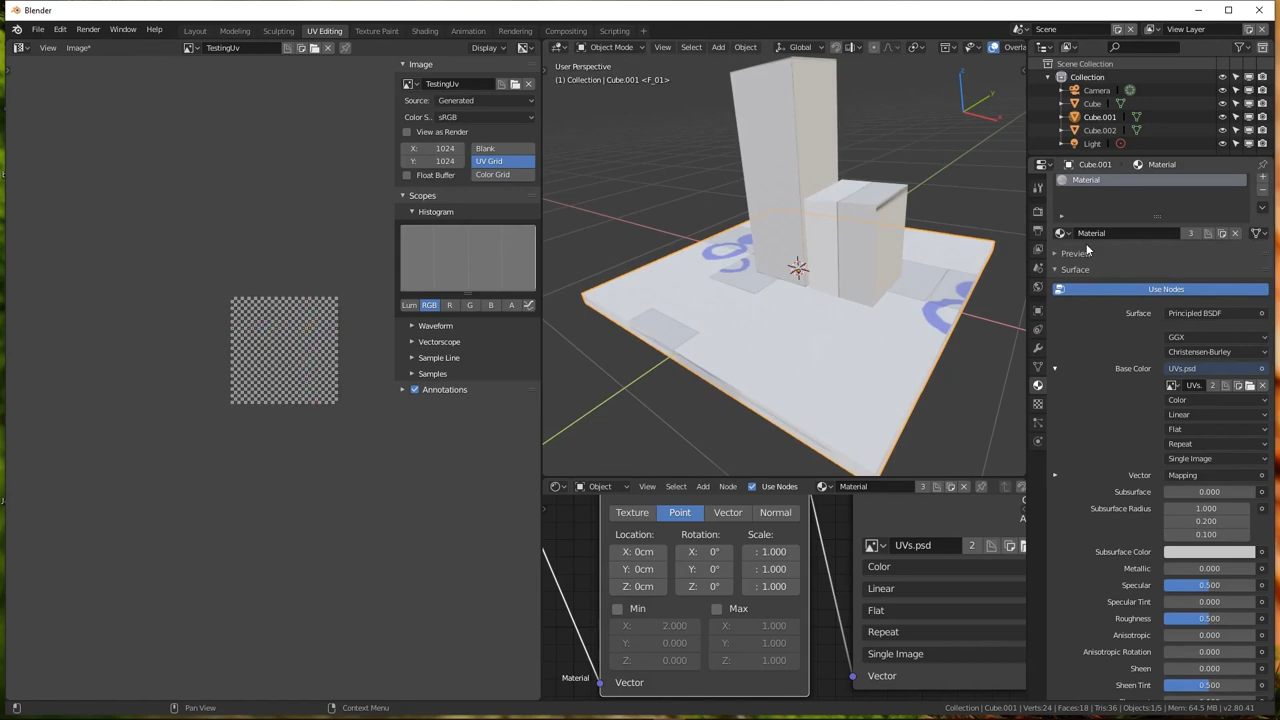 Blender
File Edit Render Window Help
Layout Modeling Sculpting UV Editing Texture Paint Shading Animation Rendering Compositing Scripting +
Scene View Layer
View Image* TestingUv Display
Object Mode View Select Add Object Global Overla
Image
TestingUv
Source: Generated
Color S.. sRGB
View as Render
X: 1024 Blank
Y: 1024 UV Grid
Float Buffer Color Grid
Scopes
Histogram
Lum RGB R G B A
Waveform
Vectorscope
Sample Line
Samples
Annotations
User Perspective
(1) Collection | Cube.001 <F_01>
z
y
x
Object View Select Add Node Use Nodes Material 3
Texture Point Vector Normal
Location: Rotation: Scale:
X: 0cm X: 0° : 1.000
Y: 0cm Y: 0° : 1.000
Z: 0cm Z: 0° : 1.000
Min Max
X: 2.000 X: 1.000
Y: 0.000 Y: 1.000
Z: 0.000 Z: 1.000
Material
Vector
UVs.psd 2
Color
Linear
Flat
Repeat
Single Image
Vector
Scene Collection
Collection
Camera
Cube
Cube.001
Cube.002
Light
Cube.001 Material
Material
Material 3
Preview
Surface
Use Nodes
Surface Principled BSDF
GGX
Christensen-Burley
Base Color UVs.psd
UVs. 2
Color
Linear
Flat
Repeat
Single Image
Vector Mapping
Subsurface 0.000
Subsurface Radius 1.000
0.200
0.100
Subsurface Color
Metallic 0.000
Specular 0.500
Specular Tint 0.000
Roughness 0.500
Anisotropic 0.000
Anisotropic Rotation 0.000
Sheen 0.000
Sheen Tint 0.500
Pan View Context Menu Collection | Cube.001 | Verts:24 | Faces:18 | Tris:36 | Objects:1/5 | Mem: 64.5 MB | v2.80.41